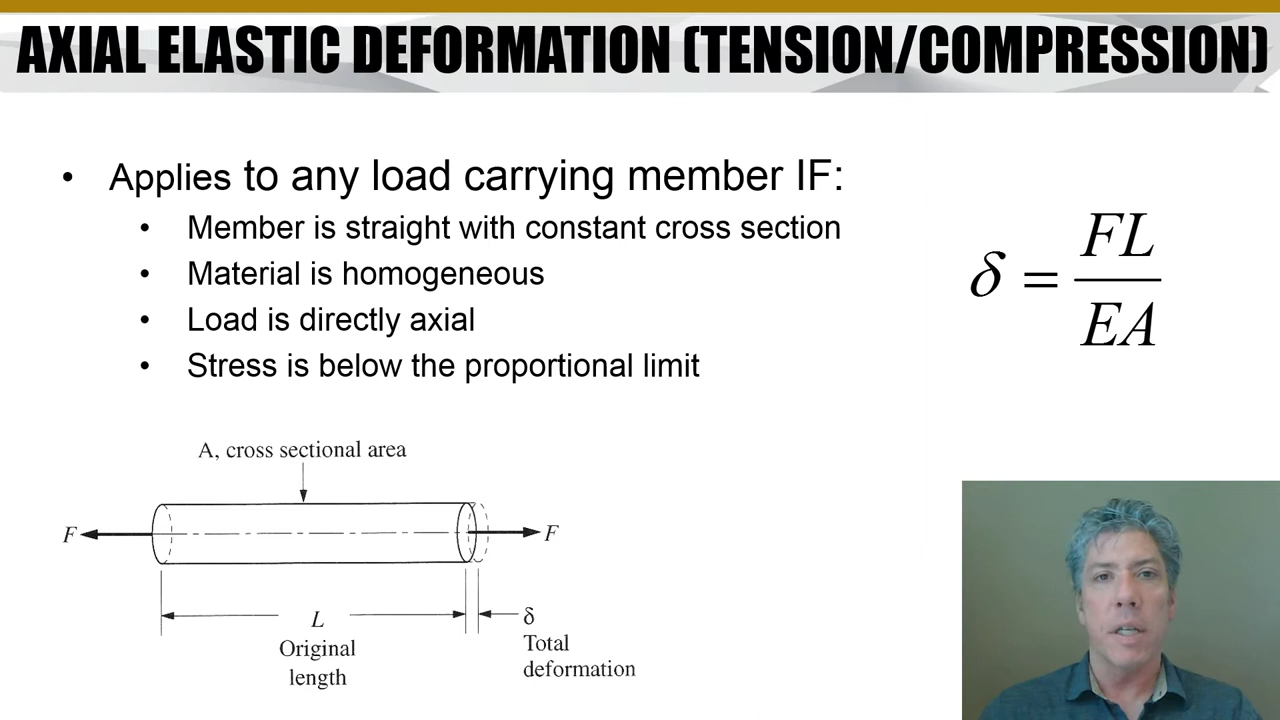 AXIAL ELASTIC DEFORMATION (TENSION/COMPRESSION)
• Applies to any load carrying member IF:
• Member is straight with constant cross section
• Material is homogeneous
• Load is directly axial
• Stress is below the proportional limit
δ = FL / EA
A, cross sectional area
F
F
L
Original
length
δ
Total
deformation